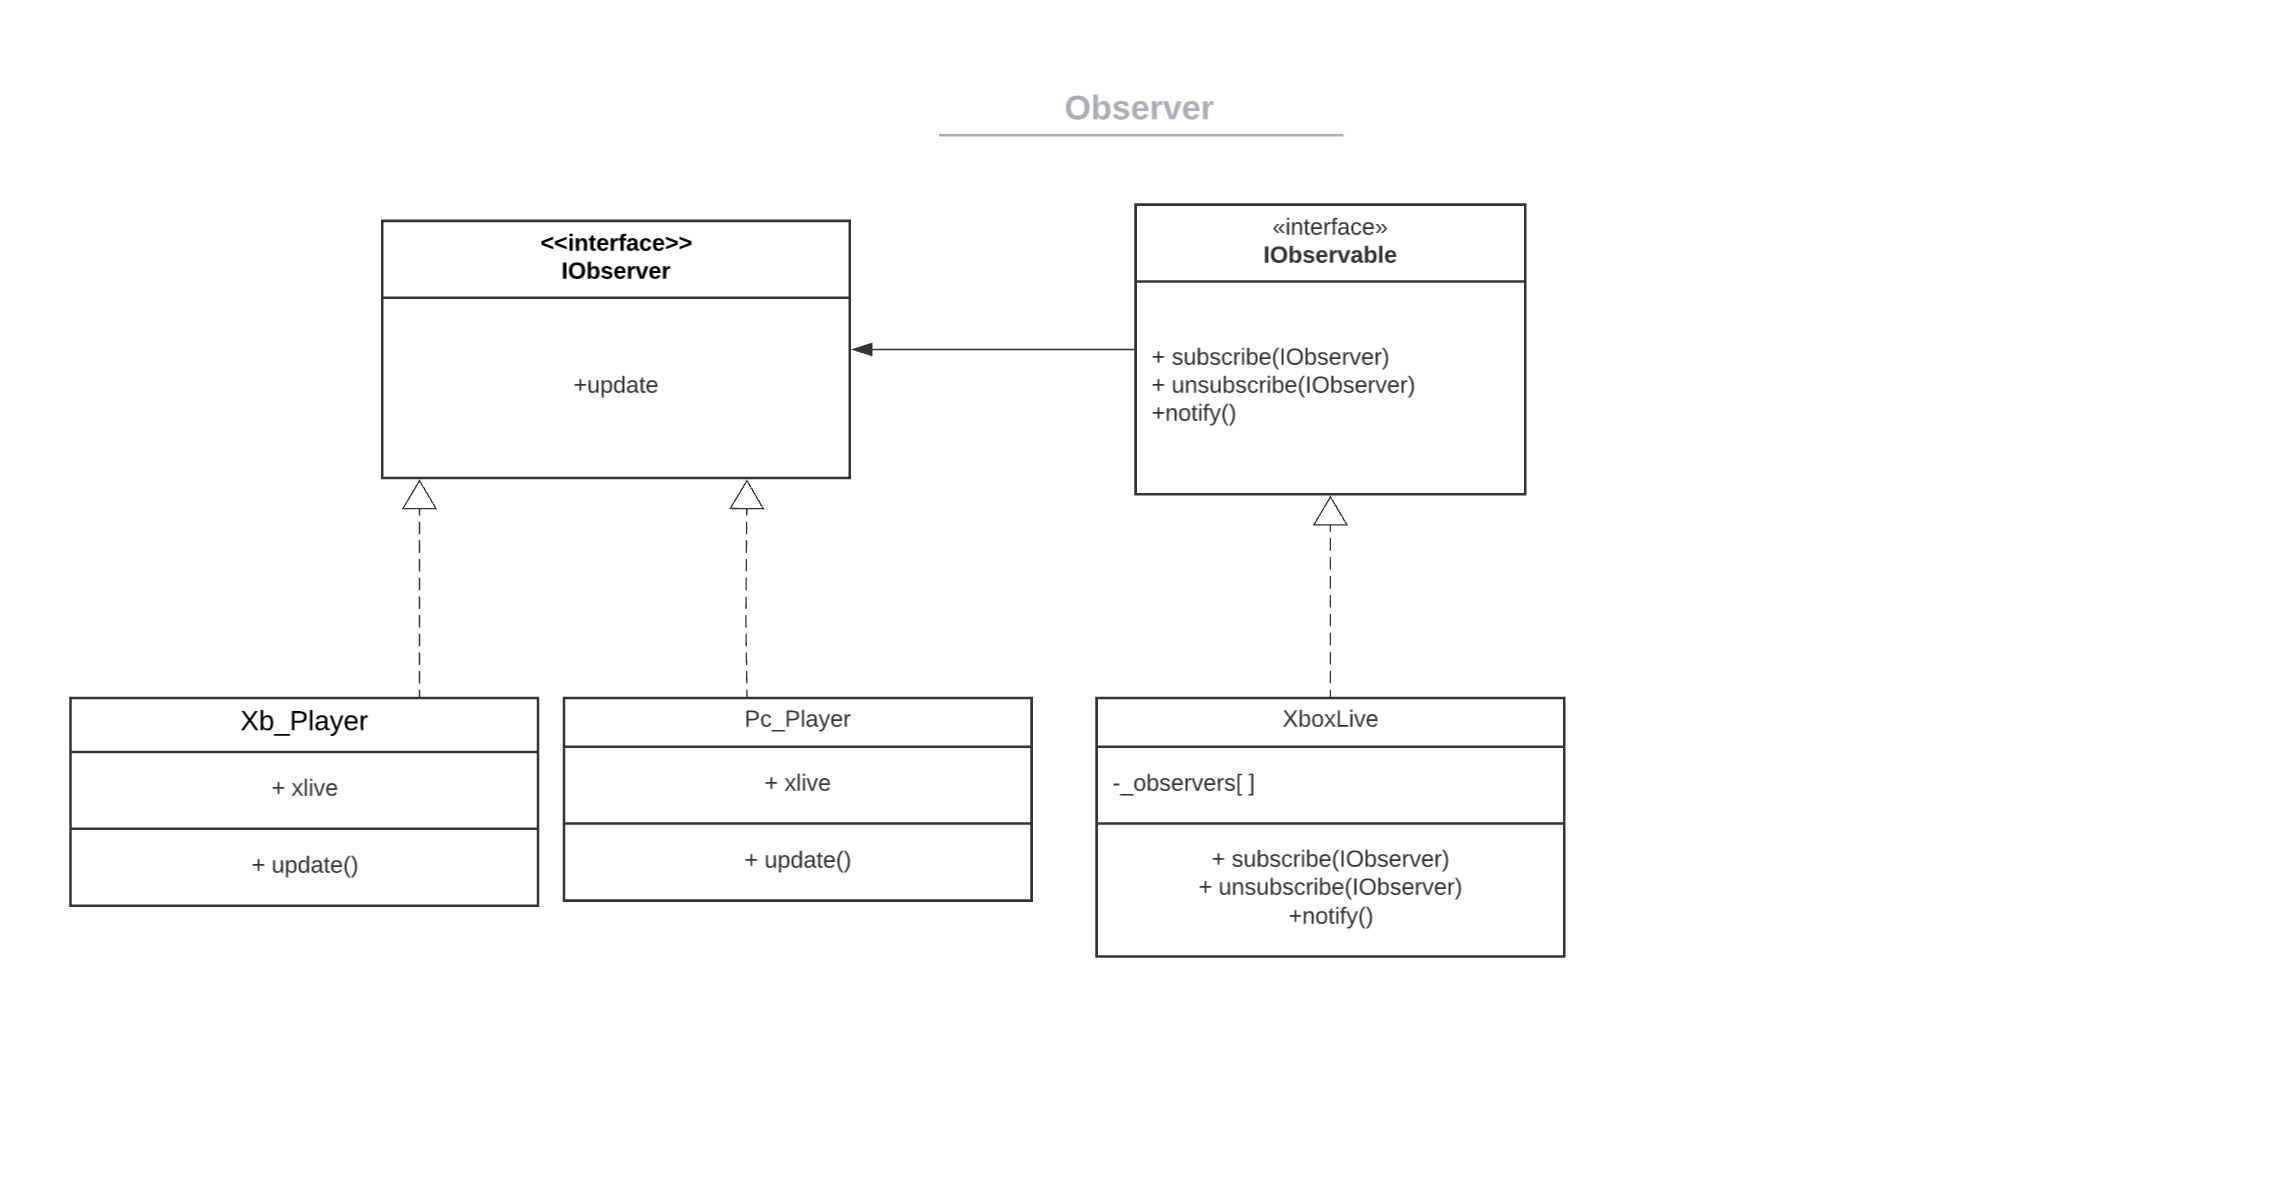 Observer
<<interface>>
IObserver
+update
«interface»
IObservable
+ subscribe(IObserver)
+ unsubscribe(IObserver)
+notify()
Xb_Player
+ xlive
+ update()
Pc_Player
+ xlive
+ update()
XboxLive
-_observers[ ]
+ subscribe(IObserver)
+ unsubscribe(IObserver)
+notify()